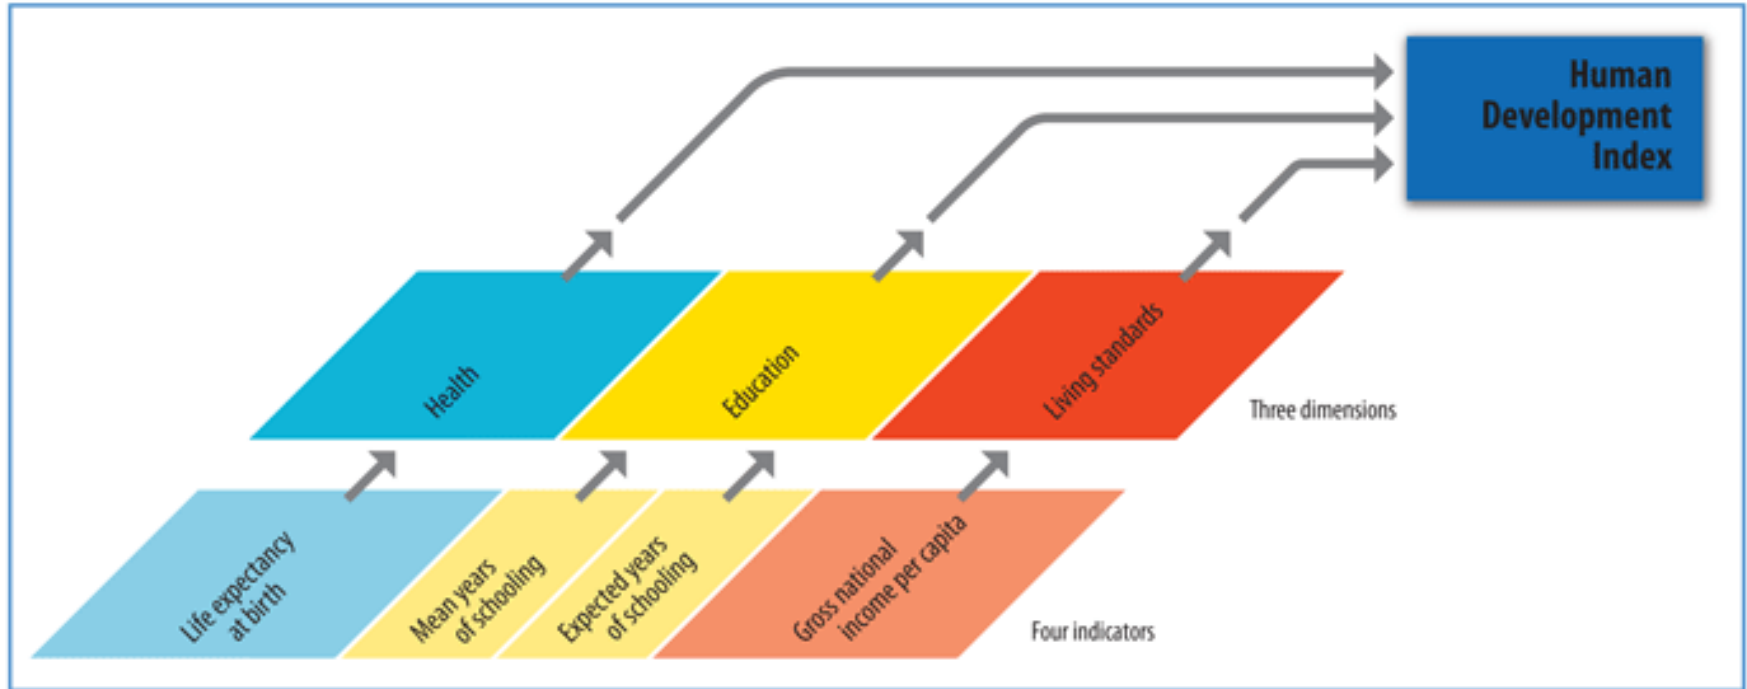 Human
Development
Index
Health
Education
Living standards
Three dimensions
Life expectancy
at birth
Mean years
of schooling
Expected years
of schooling
Gross national
income per capita
Four indicators